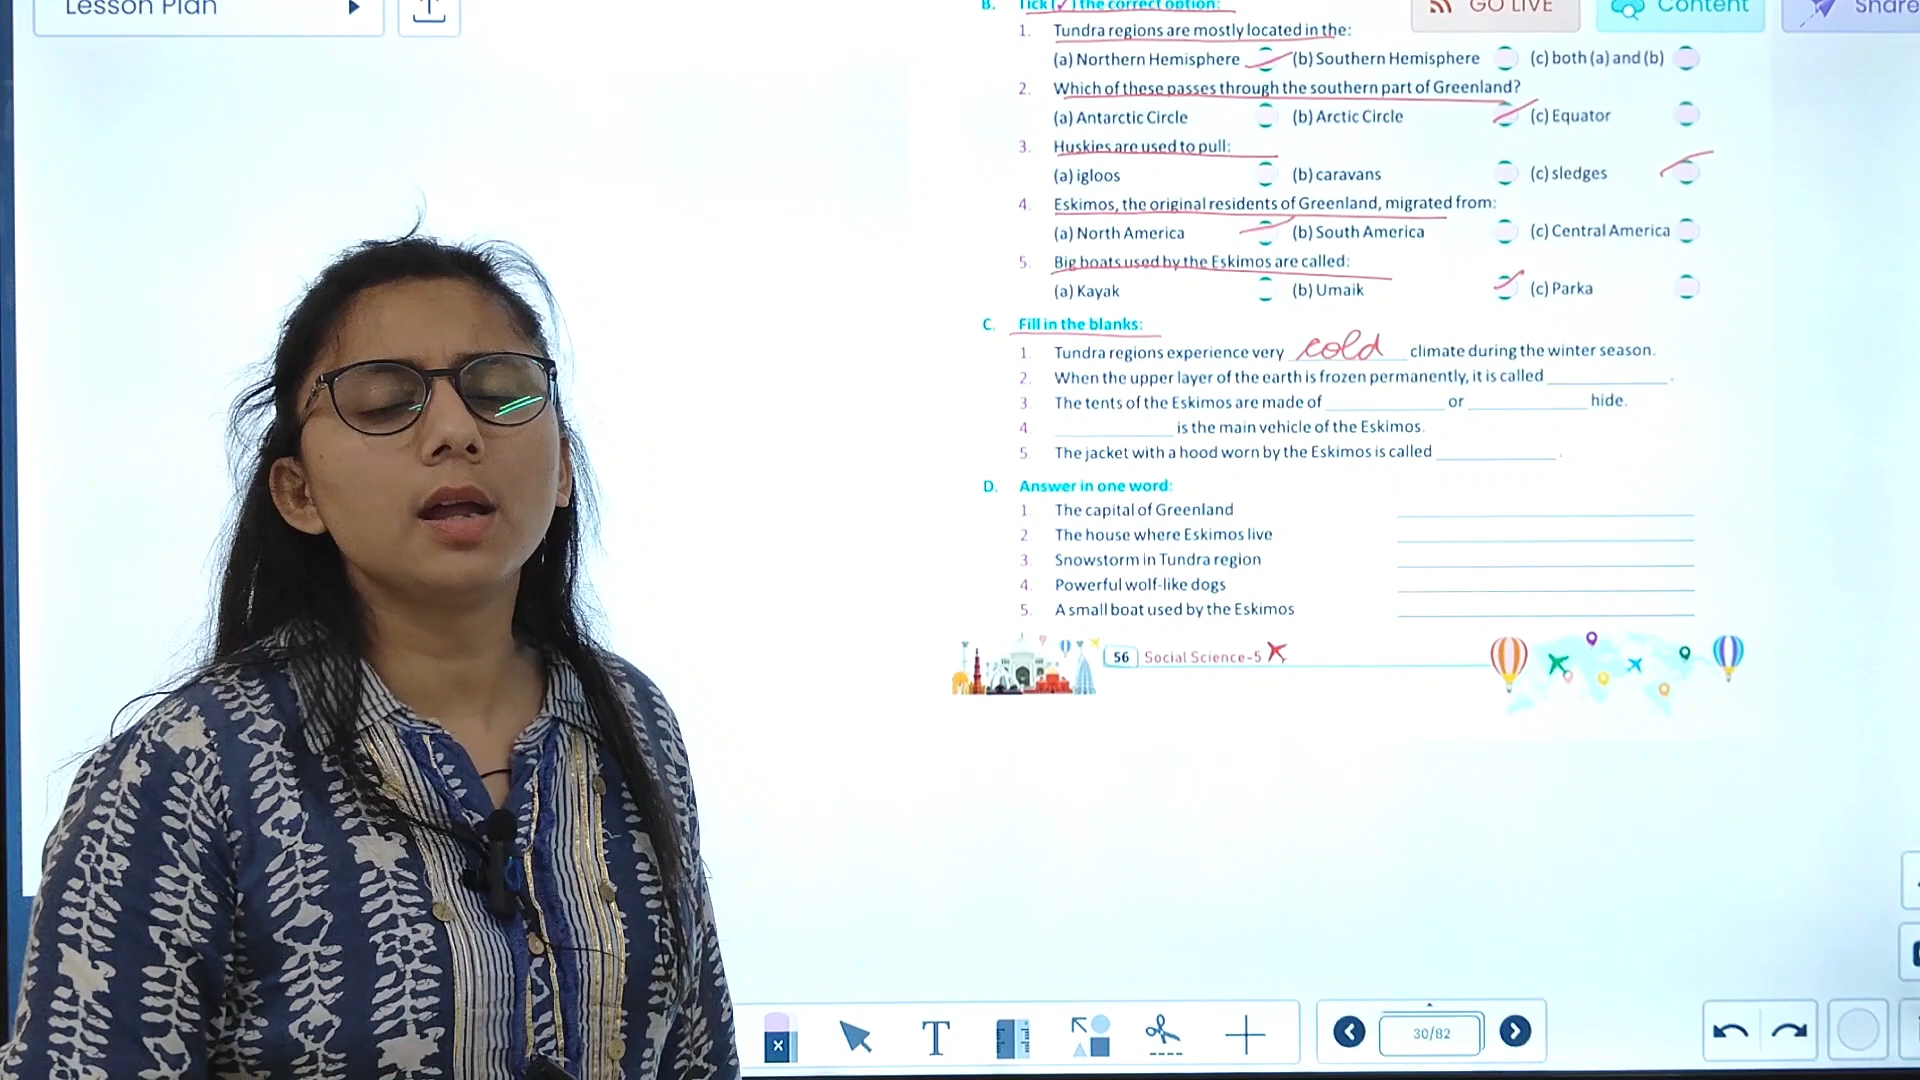 Lesson Plan
B. Tick (✓) the correct option:
GO LIVE
Content
Share
1. Tundra regions are mostly located in the:
(a) Northern Hemisphere (b) Southern Hemisphere (c) both (a) and (b)
2. Which of these passes through the southern part of Greenland?
(a) Antarctic Circle (b) Arctic Circle (c) Equator
3. Huskies are used to pull:
(a) igloos (b) caravans (c) sledges
4. Eskimos, the original residents of Greenland, migrated from:
(a) North America (b) South America (c) Central America
5. Big boats used by the Eskimos are called:
(a) Kayak (b) Umaik (c) Parka
C. Fill in the blanks:
1. Tundra regions experience very cold climate during the winter season.
2. When the upper layer of the earth is frozen permanently, it is called ____________.
3. The tents of the Eskimos are made of ____________ or ____________ hide.
4. ____________ is the main vehicle of the Eskimos.
5. The jacket with a hood worn by the Eskimos is called ____________.
D. Answer in one word:
1. The capital of Greenland
2. The house where Eskimos live
3. Snowstorm in Tundra region
4. Powerful wolf-like dogs
5. A small boat used by the Eskimos
56 Social Science-5
x T 30/82